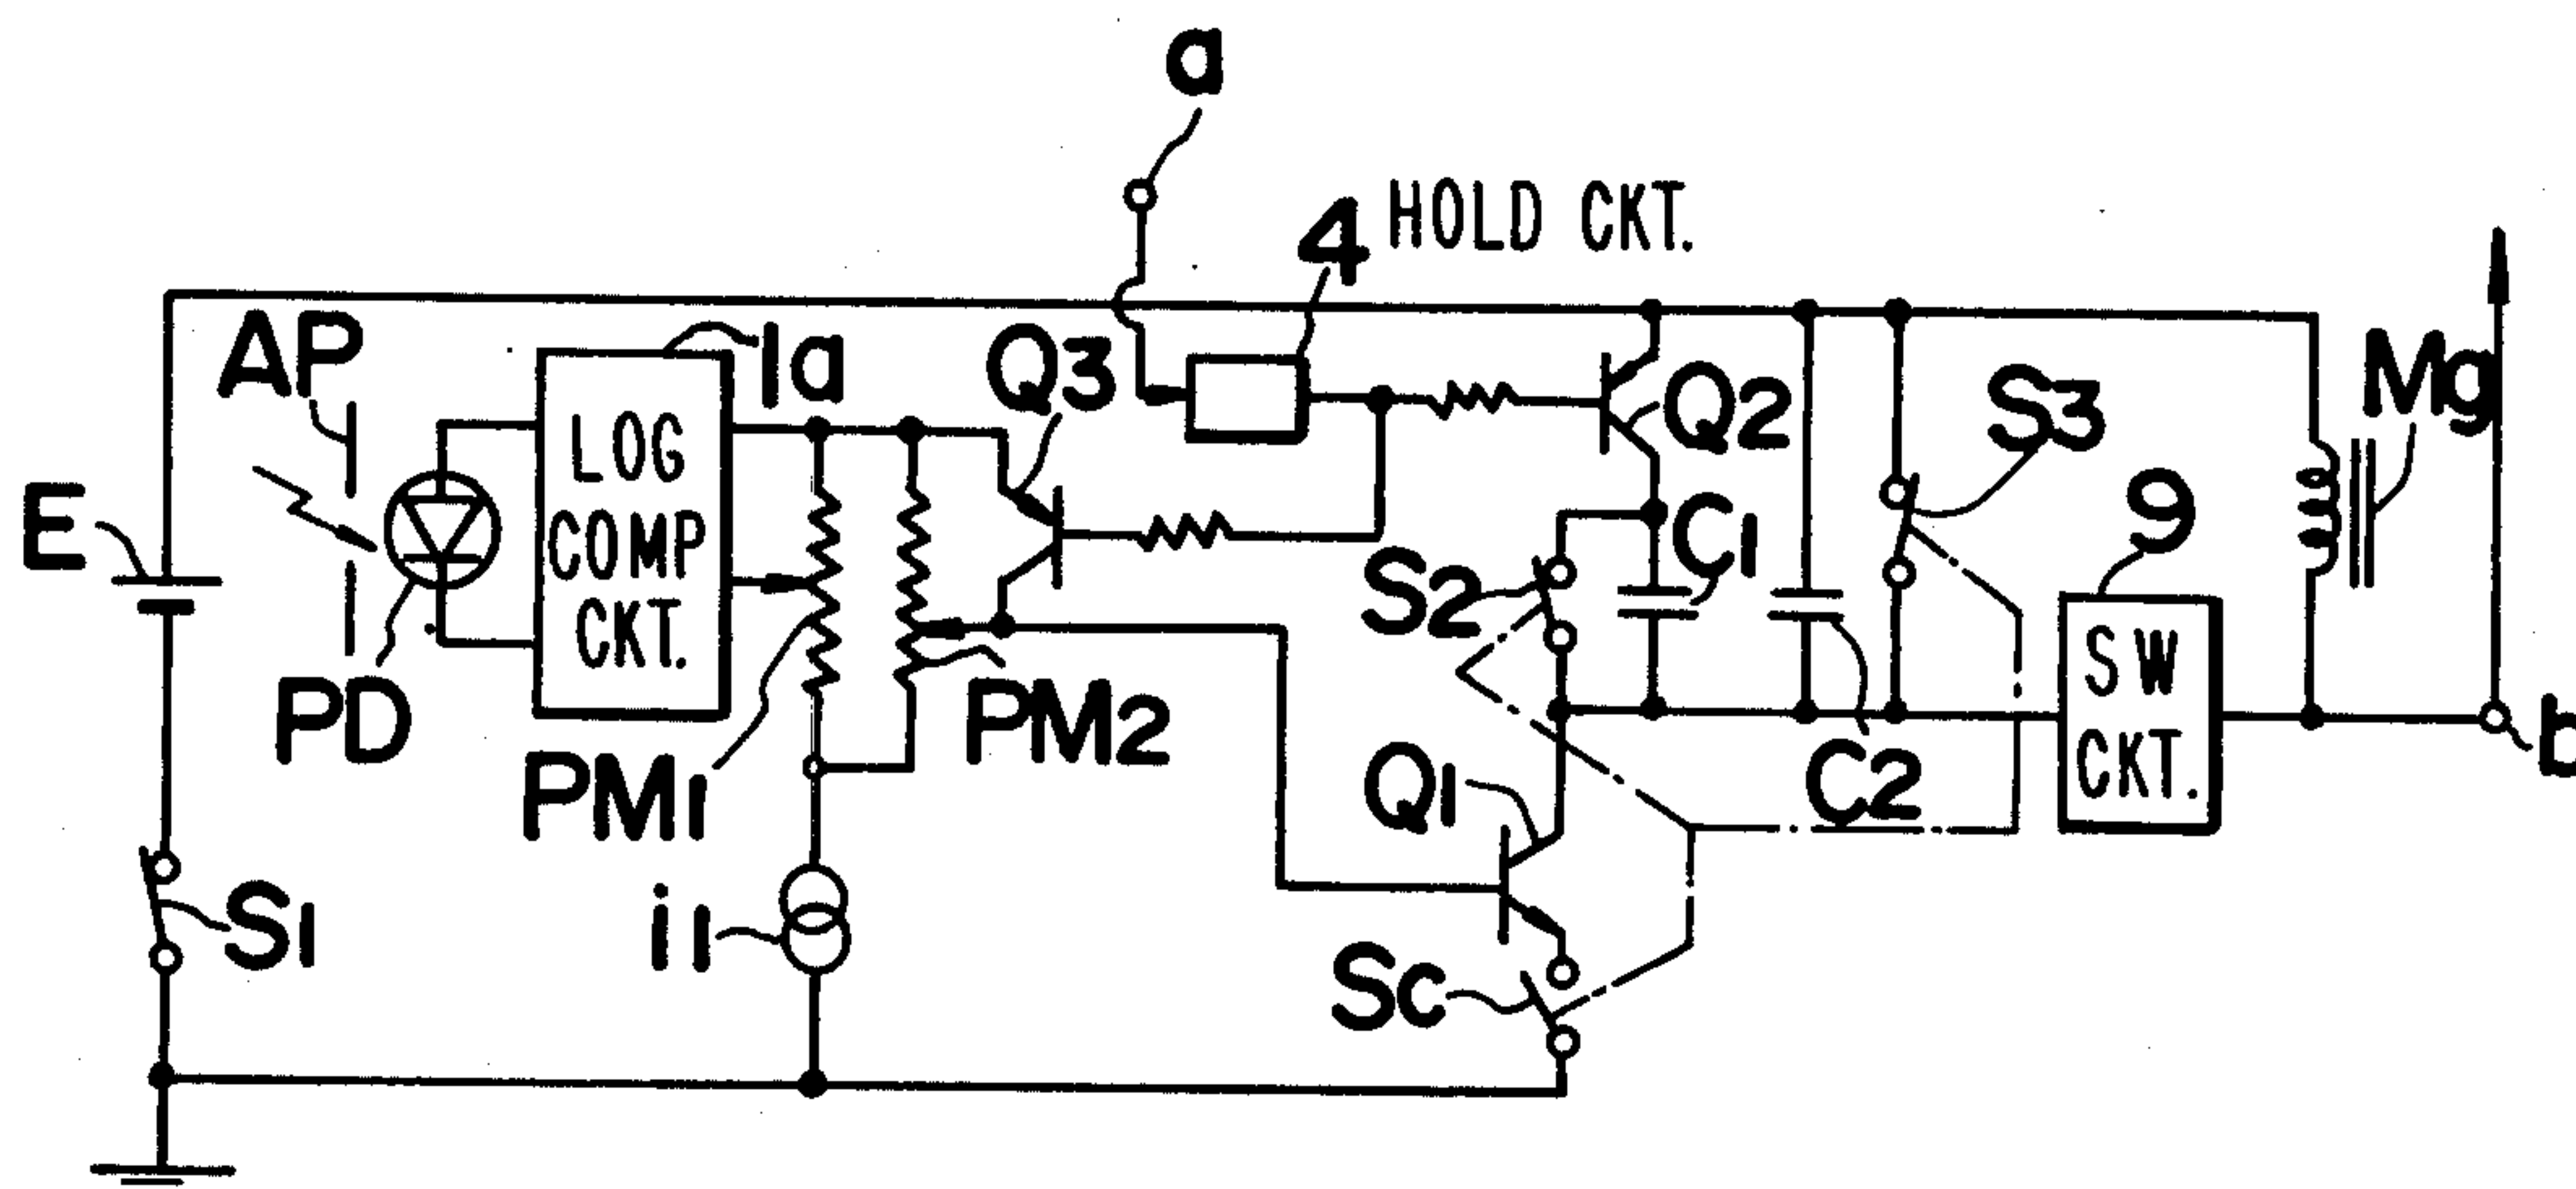 a
4 HOLD CKT.
AP
1a
Q3
Q2
S3
Mg
E
LOG
COMP
CKT.
C1
S2
9
SW
CKT.
PD
PM1
PM2
Q1
C2
b
S1
i1
Sc